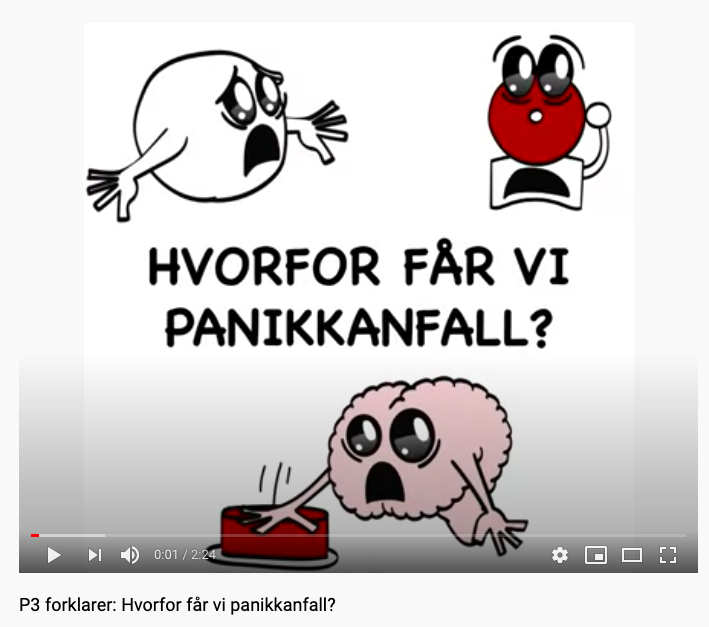 HVORFOR FÅR VI
PANIKKANFALL?
0:01 / 2:24
P3 forklarer: Hvorfor får vi panikkanfall?